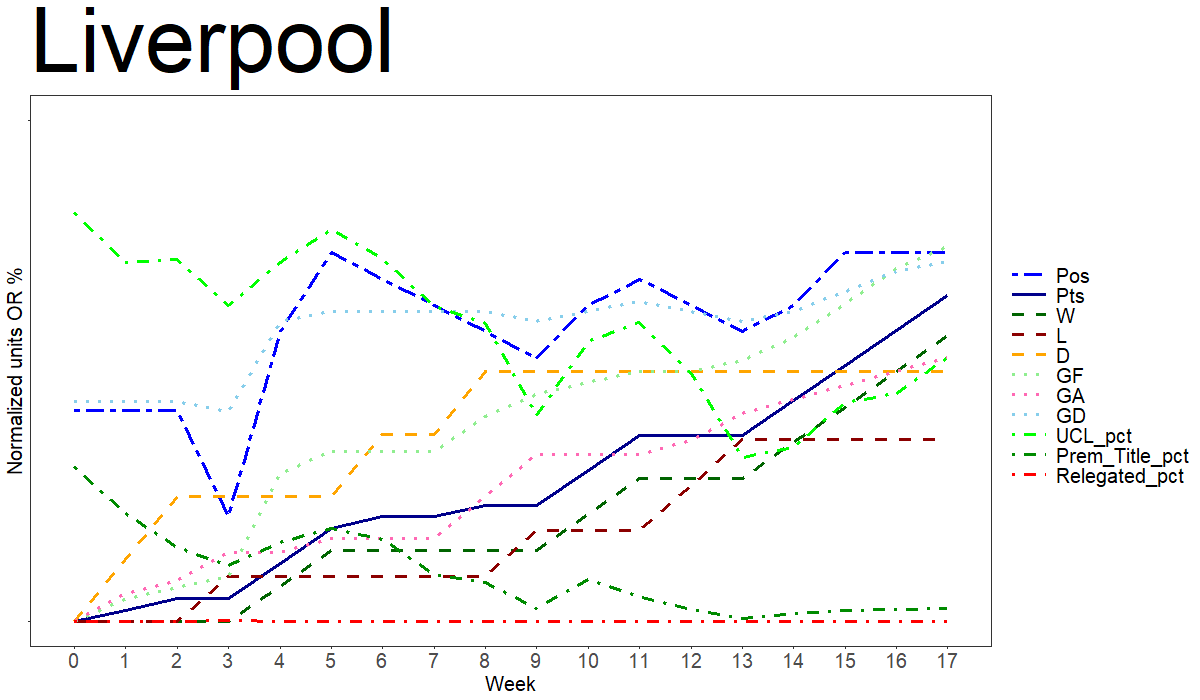 Liverpool
Normalized units OR %
Pos
Pts
W
L
D
GF
GA
GD
UCL_pct
Prem_Title_pct
Relegated_pct
0 1 2 3 4 5 6 7 8 9 10 11 12 13 14 15 16 17
Week